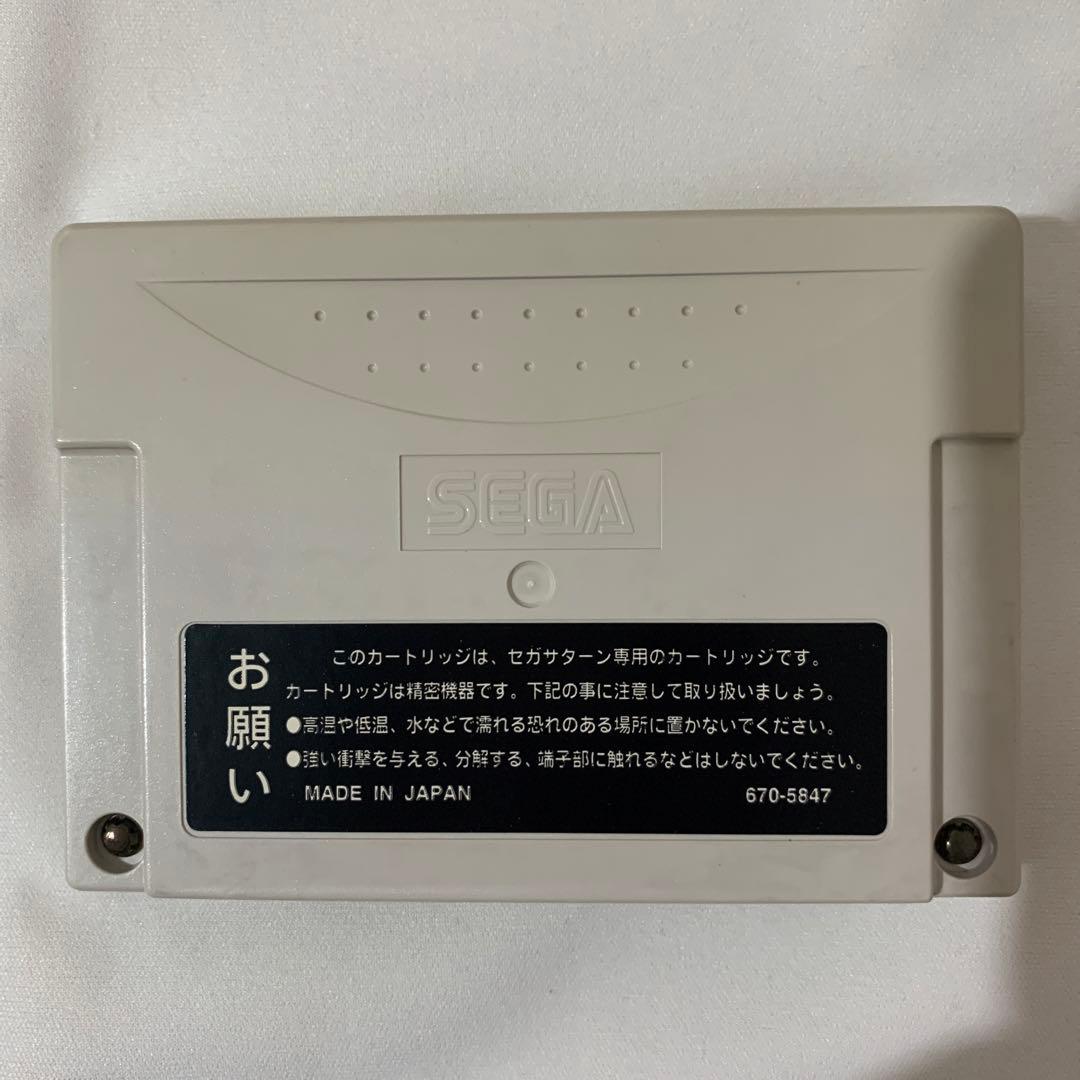 SEGA
お願い
このカートリッジは、セガサターン専用のカートリッジです。
カートリッジは精密機器です。下記の事に注意して取り扱いましょう。
●高温や低温、水などで濡れる恐れのある場所に置かないでください。
●強い衝撃を与える、分解する、端子部に触れるなどはしないでください。
MADE IN JAPAN 670-5847